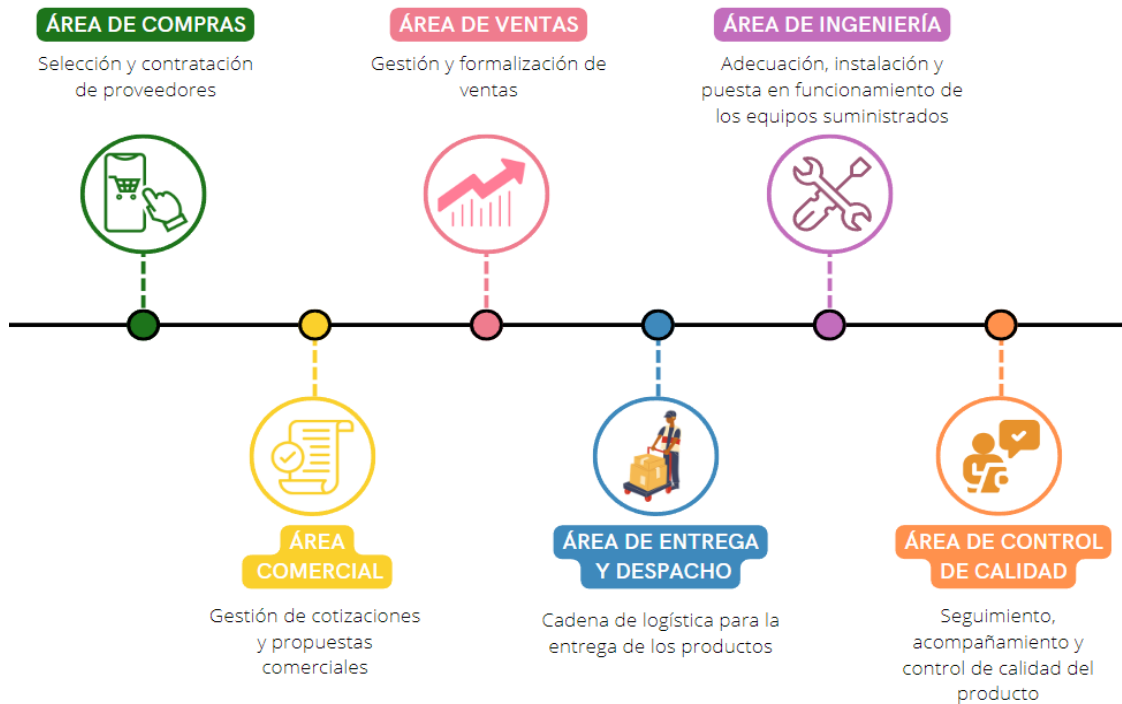 ÁREA DE COMPRAS
Selección y contratación
de proveedores
ÁREA DE VENTAS
Gestión y formalización de
ventas
ÁREA DE INGENIERÍA
Adecuación, instalación y
puesta en funcionamiento de
los equipos suministrados
ÁREA
COMERCIAL
Gestión de cotizaciones
y propuestas
comerciales
ÁREA DE ENTREGA
Y DESPACHO
Cadena de logística para la
entrega de los productos
ÁREA DE CONTROL
DE CALIDAD
Seguimiento,
acompañamiento y
control de calidad del
producto